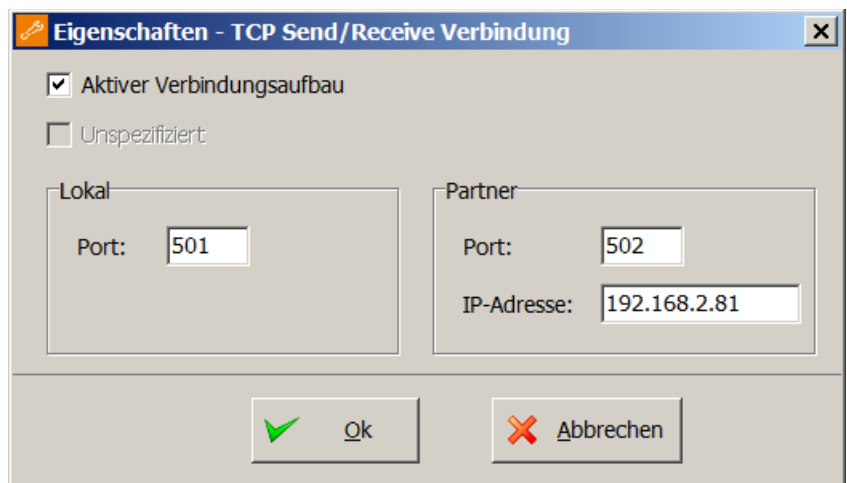 Eigenschaften - TCP Send/Receive Verbindung
Aktiver Verbindungsaufbau
Unspezifiziert
Lokal
Port: 501
Partner
Port: 502
IP-Adresse: 192.168.2.81
Ok
Abbrechen